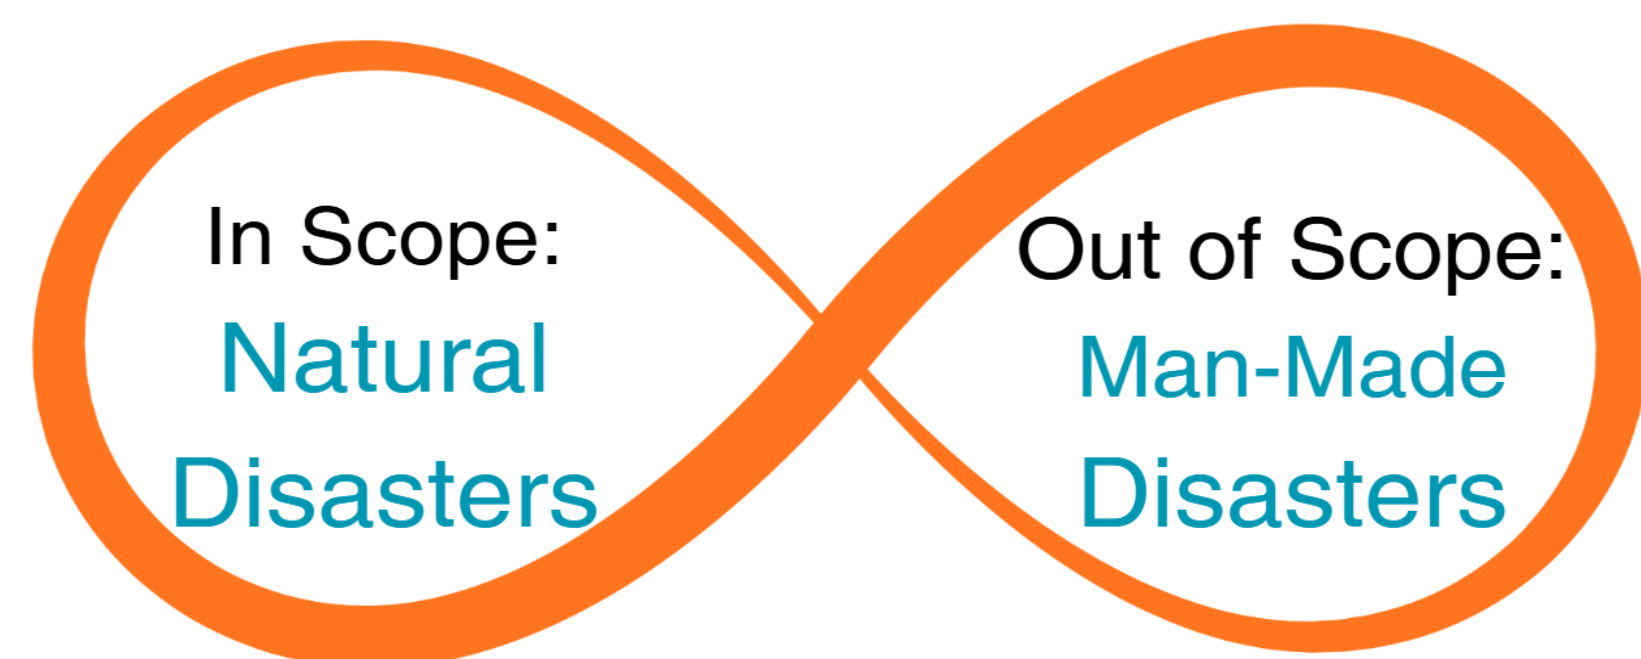 In Scope:
Natural
Disasters
Out of Scope:
Man-Made
Disasters